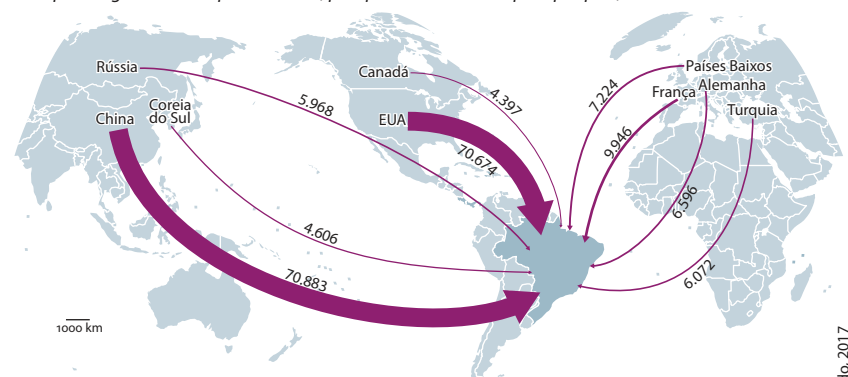 Rússia
Canadá
Países Baixos
Alemanha
França
Turquia
Coreia
do Sul
China
EUA
5.968
4.397
7.224
9.946
70.674
6.596
4.606
6.072
70.883
1000 km
2017